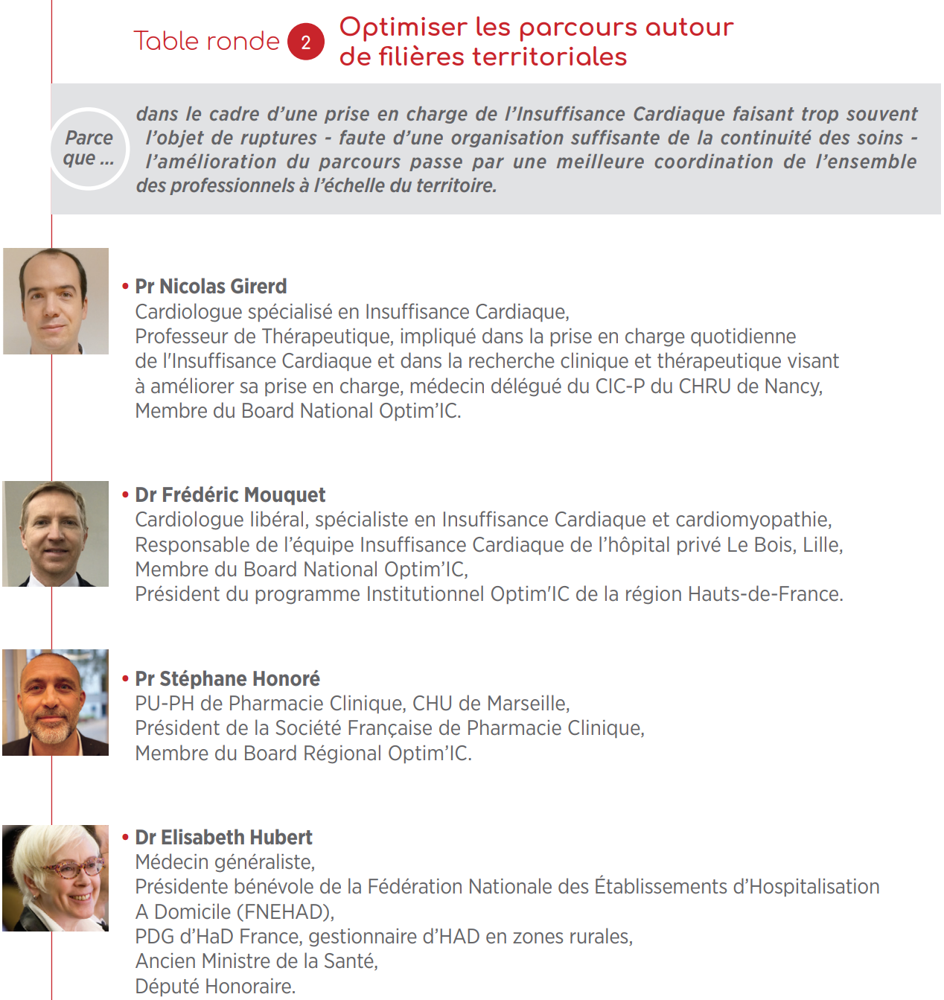 Table ronde 2
Optimiser les parcours autour
de filières territoriales
Parce
que ...
dans le cadre d’une prise en charge de l’Insuffisance Cardiaque faisant trop souvent
l’objet de ruptures - faute d’une organisation suffisante de la continuité des soins -
l’amélioration du parcours passe par une meilleure coordination de l’ensemble
des professionnels à l’échelle du territoire.
• Pr Nicolas Girerd
Cardiologue spécialisé en Insuffisance Cardiaque,
Professeur de Thérapeutique, impliqué dans la prise en charge quotidienne
de l'Insuffisance Cardiaque et dans la recherche clinique et thérapeutique visant
à améliorer sa prise en charge, médecin délégué du CIC-P du CHRU de Nancy,
Membre du Board National Optim’IC.
• Dr Frédéric Mouquet
Cardiologue libéral, spécialiste en Insuffisance Cardiaque et cardiomyopathie,
Responsable de l’équipe Insuffisance Cardiaque de l’hôpital privé Le Bois, Lille,
Membre du Board National Optim’IC,
Président du programme Institutionnel Optim'IC de la région Hauts-de-France.
• Pr Stéphane Honoré
PU-PH de Pharmacie Clinique, CHU de Marseille,
Président de la Société Française de Pharmacie Clinique,
Membre du Board Régional Optim’IC.
• Dr Elisabeth Hubert
Médecin généraliste,
Présidente bénévole de la Fédération Nationale des Établissements d’Hospitalisation
A Domicile (FNEHAD),
PDG d’HaD France, gestionnaire d’HAD en zones rurales,
Ancien Ministre de la Santé,
Député Honoraire.